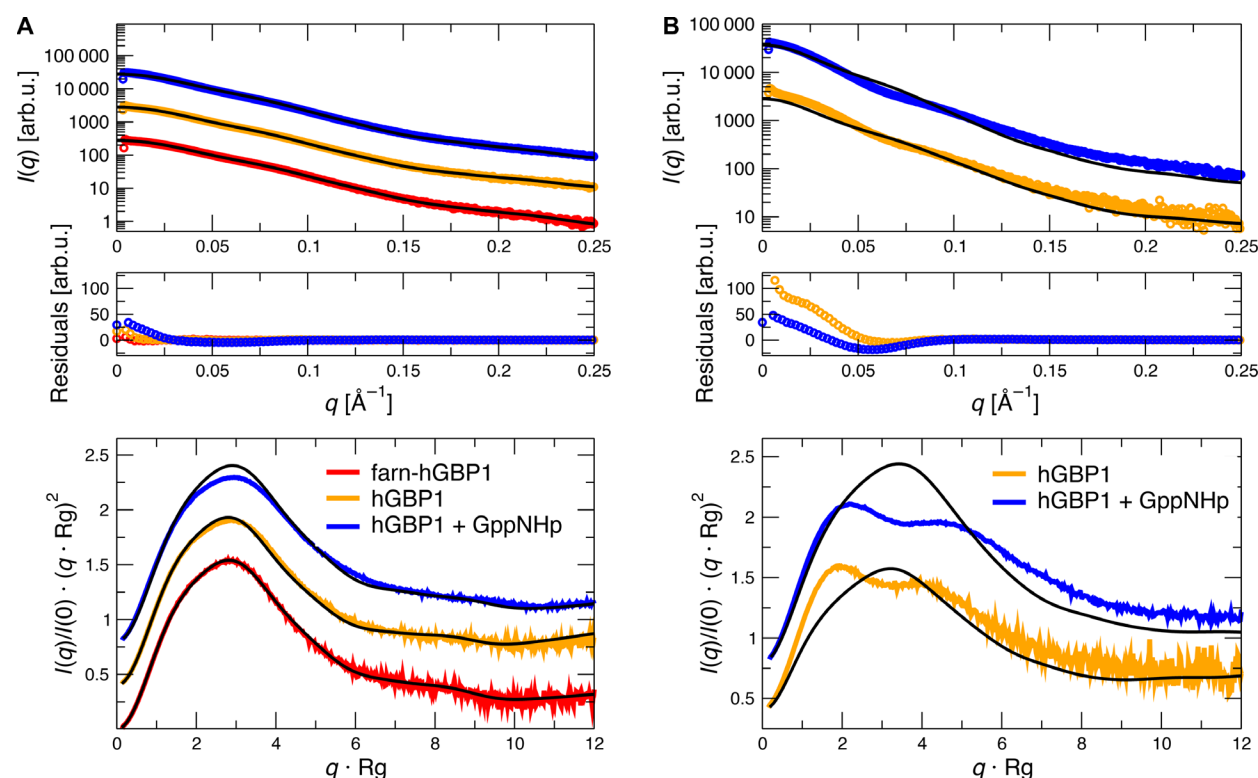 A
I(q) [arb.u.]
100 000
10 000
1000
100
10
1
0 0.05 0.1 0.15 0.2 0.25
Residuals [arb.u.]
100
50
0
0 0.05 0.1 0.15 0.2 0.25
q [Å⁻¹]
I(q)/I(0) · (q · Rg)²
2.5
2
1.5
1
0.5
farn-hGBP1
hGBP1
hGBP1 + GppNHp
0 2 4 6 8 10 12
q · Rg
B
I(q) [arb.u.]
100 000
10 000
1000
100
10
0 0.05 0.1 0.15 0.2 0.25
Residuals [arb.u.]
100
50
0
0 0.05 0.1 0.15 0.2 0.25
q [Å⁻¹]
I(q)/I(0) · (q · Rg)²
2.5
2
1.5
1
0.5
hGBP1
hGBP1 + GppNHp
0 2 4 6 8 10 12
q · Rg